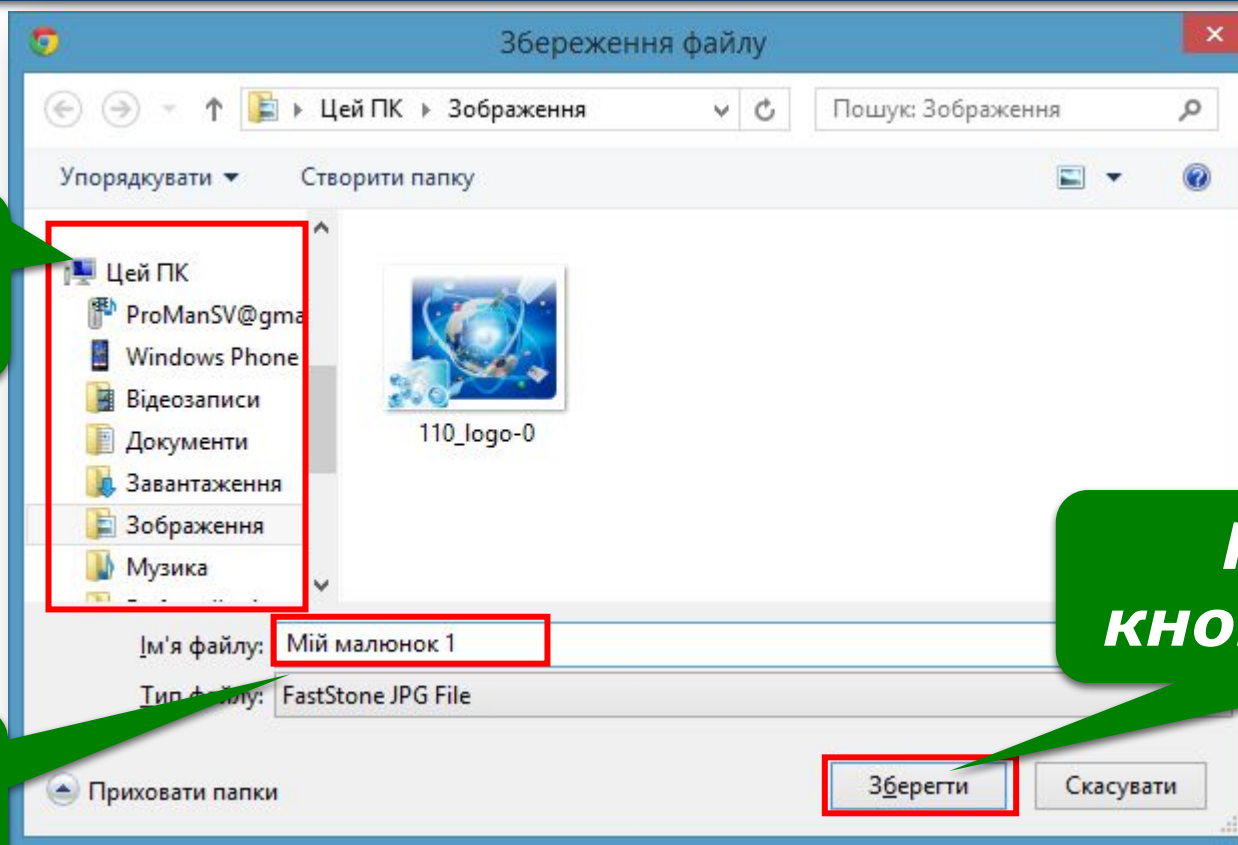 Збереження файлу
Цей ПК Зображення
Пошук: Зображення
Упорядкувати Створити папку
Цей ПК
ProManSV@gma
Windows Phone
Відеозаписи
Документи
Завантаження
Зображення
Музика
110_logo-0
Ім'я файлу: Мій малюнок 1
Тип файлу: FastStone JPG File
Приховати папки
Зберегти
Скасувати